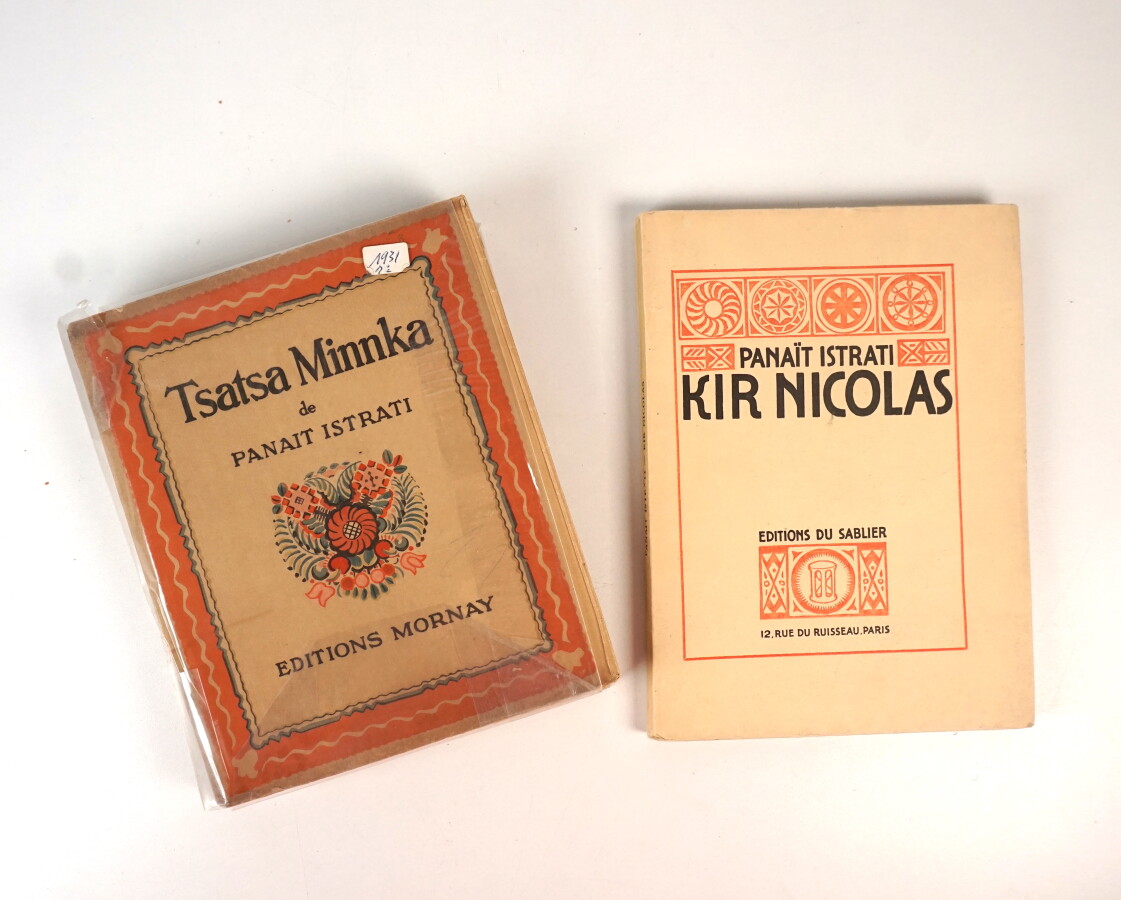 1931
Tsatsa Minnka
de
PANAIT ISTRATI
EDITIONS MORNAY
PANAÏT ISTRATI
KIR NICOLAS
EDITIONS DU SABLIER
12, RUE DU RUISSEAU. PARIS